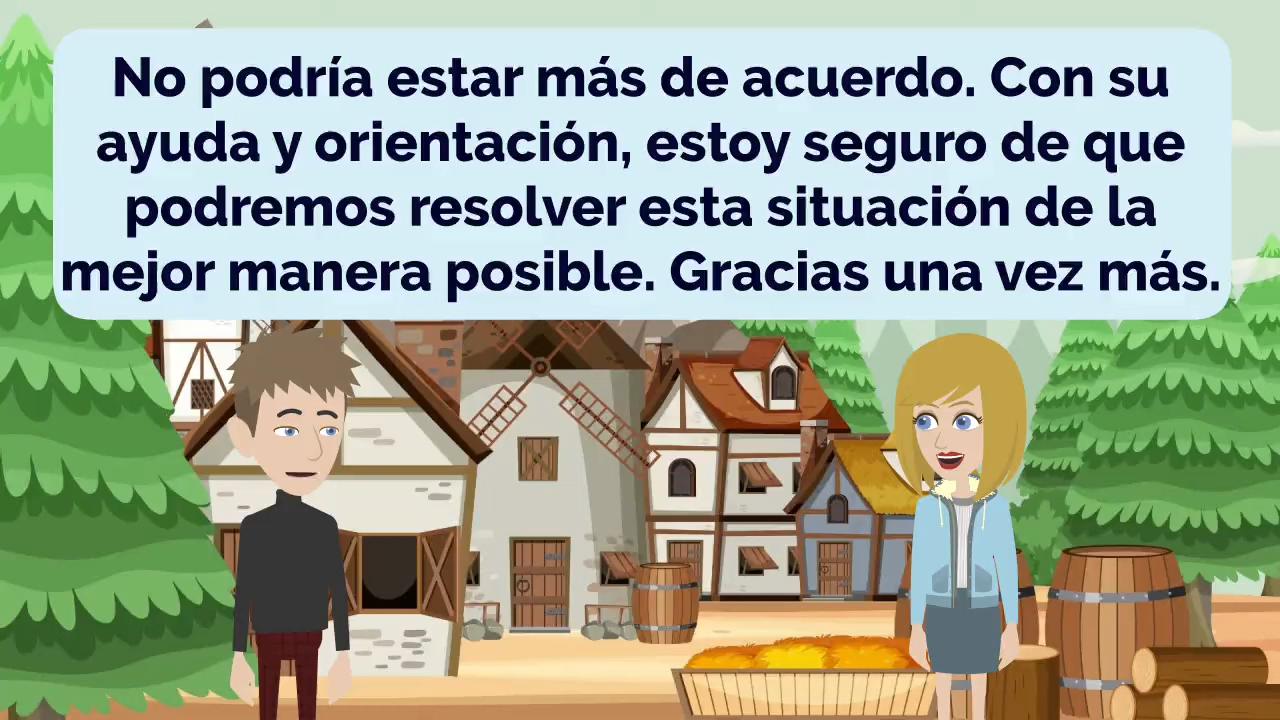 No podría estar más de acuerdo. Con su
ayuda y orientación, estoy seguro de que
podremos resolver esta situación de la
mejor manera posible. Gracias una vez más.